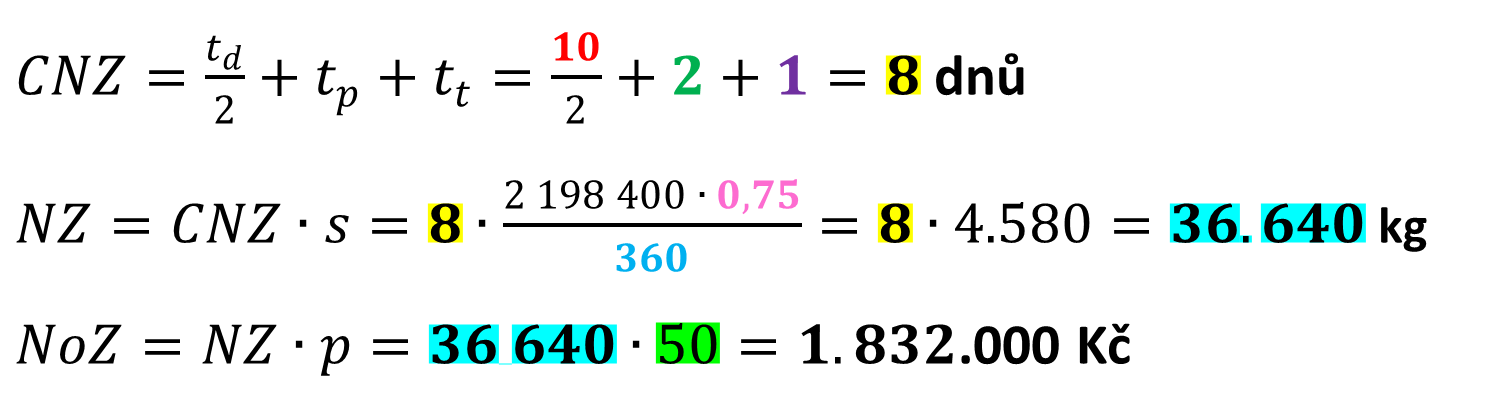 CNZ = t_d/2 + t_p + t_t = 10/2 + 2 + 1 = 8 dnů
NZ = CNZ · s = 8 · 2 198 400 · 0,75/360 = 8 · 4.580 = 36.640 kg
NoZ = NZ · p = 36 640 · 50 = 1.832.000 Kč